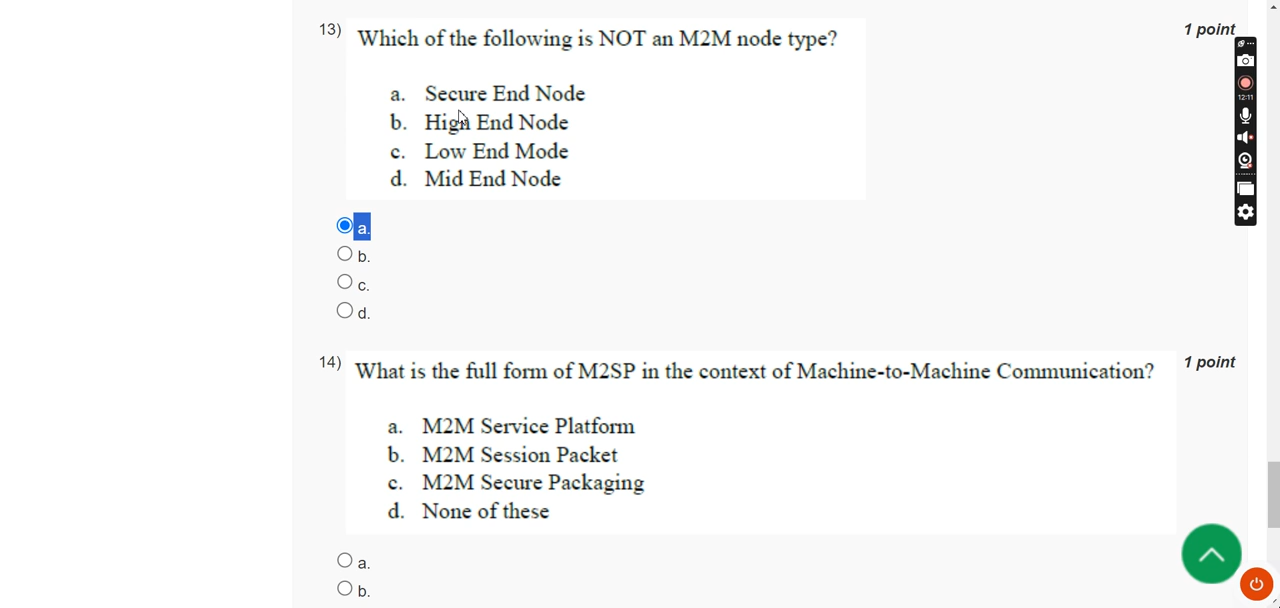 13) Which of the following is NOT an M2M node type? 1 point
a. Secure End Node
b. High End Node
c. Low End Mode
d. Mid End Node
a.
b.
c.
d.
14) What is the full form of M2SP in the context of Machine-to-Machine Communication? 1 point
a. M2M Service Platform
b. M2M Session Packet
c. M2M Secure Packaging
d. None of these
a.
b.
12:11